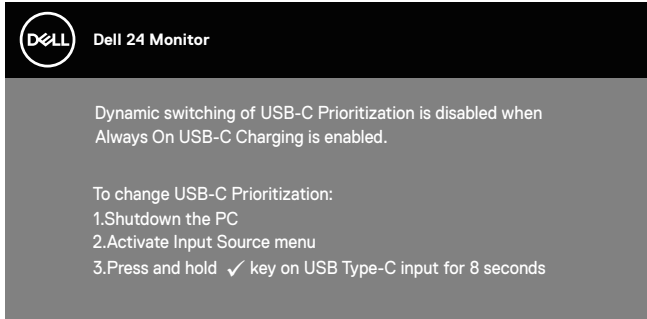 DELL
Dell 24 Monitor
Dynamic switching of USB-C Prioritization is disabled when
Always On USB-C Charging is enabled.
To change USB-C Prioritization:
1.Shutdown the PC
2.Activate Input Source menu
3.Press and hold ✓ key on USB Type-C input for 8 seconds